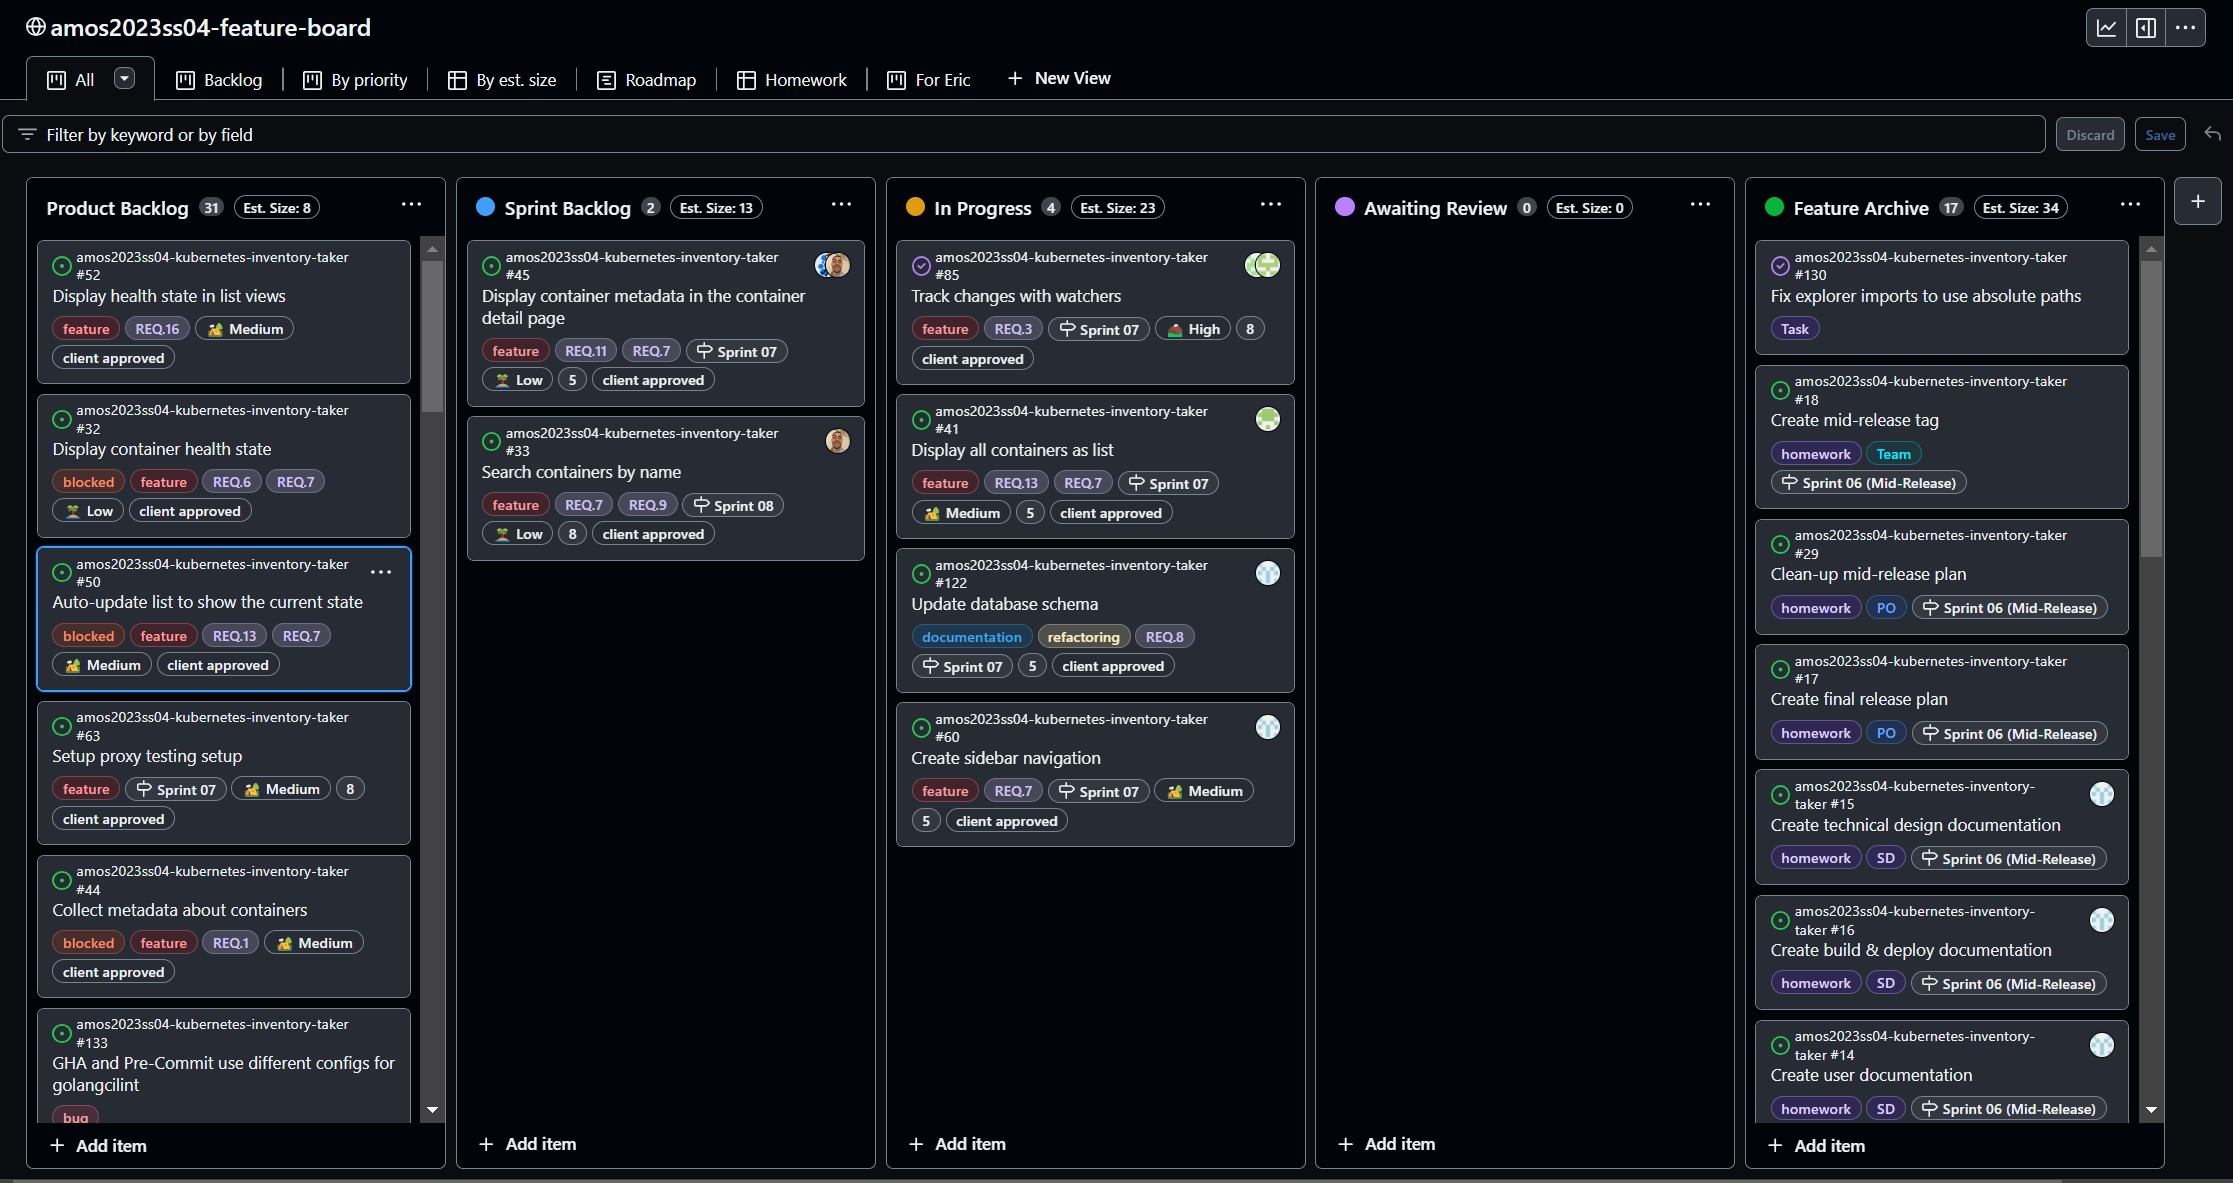 amos2023ss04-feature-board
All
Backlog
By priority
By est. size
Roadmap
Homework
For Eric
New View
Filter by keyword or by field
Discard
Save
Product Backlog 31 Est. Size: 8
amos2023ss04-kubernetes-inventory-taker
#52
Display health state in list views
feature REQ.16 Medium
client approved
amos2023ss04-kubernetes-inventory-taker
#32
Display container health state
blocked feature REQ.6 REQ.7
Low client approved
amos2023ss04-kubernetes-inventory-taker
#50
Auto-update list to show the current state
blocked feature REQ.13 REQ.7
Medium client approved
amos2023ss04-kubernetes-inventory-taker
#63
Setup proxy testing setup
feature Sprint 07 Medium 8
client approved
amos2023ss04-kubernetes-inventory-taker
#44
Collect metadata about containers
blocked feature REQ.1 Medium
client approved
amos2023ss04-kubernetes-inventory-taker
#133
GHA and Pre-Commit use different configs for
golangcilint
bug
Add item
Sprint Backlog 2 Est. Size: 13
amos2023ss04-kubernetes-inventory-taker
#45
Display container metadata in the container
detail page
feature REQ.11 REQ.7 Sprint 07
Low 5 client approved
amos2023ss04-kubernetes-inventory-taker
#33
Search containers by name
feature REQ.7 REQ.9 Sprint 08
Low 8 client approved
Add item
In Progress 4 Est. Size: 23
amos2023ss04-kubernetes-inventory-taker
#85
Track changes with watchers
feature REQ.3 Sprint 07 High 8
client approved
amos2023ss04-kubernetes-inventory-taker
#41
Display all containers as list
feature REQ.13 REQ.7 Sprint 07
Medium 5 client approved
amos2023ss04-kubernetes-inventory-taker
#122
Update database schema
documentation refactoring REQ.8
Sprint 07 5 client approved
amos2023ss04-kubernetes-inventory-taker
#60
Create sidebar navigation
feature REQ.7 Sprint 07 Medium
5 client approved
Add item
Awaiting Review 0 Est. Size: 0
Add item
Feature Archive 17 Est. Size: 34
amos2023ss04-kubernetes-inventory-taker
#130
Fix explorer imports to use absolute paths
Task
amos2023ss04-kubernetes-inventory-taker
#18
Create mid-release tag
homework Team
Sprint 06 (Mid-Release)
amos2023ss04-kubernetes-inventory-taker
#29
Clean-up mid-release plan
homework PO Sprint 06 (Mid-Release)
amos2023ss04-kubernetes-inventory-taker
#17
Create final release plan
homework PO Sprint 06 (Mid-Release)
amos2023ss04-kubernetes-inventory-
taker #15
Create technical design documentation
homework SD Sprint 06 (Mid-Release)
amos2023ss04-kubernetes-inventory-
taker #16
Create build & deploy documentation
homework SD Sprint 06 (Mid-Release)
amos2023ss04-kubernetes-inventory-
taker #14
Create user documentation
homework SD Sprint 06 (Mid-Release)
Add item